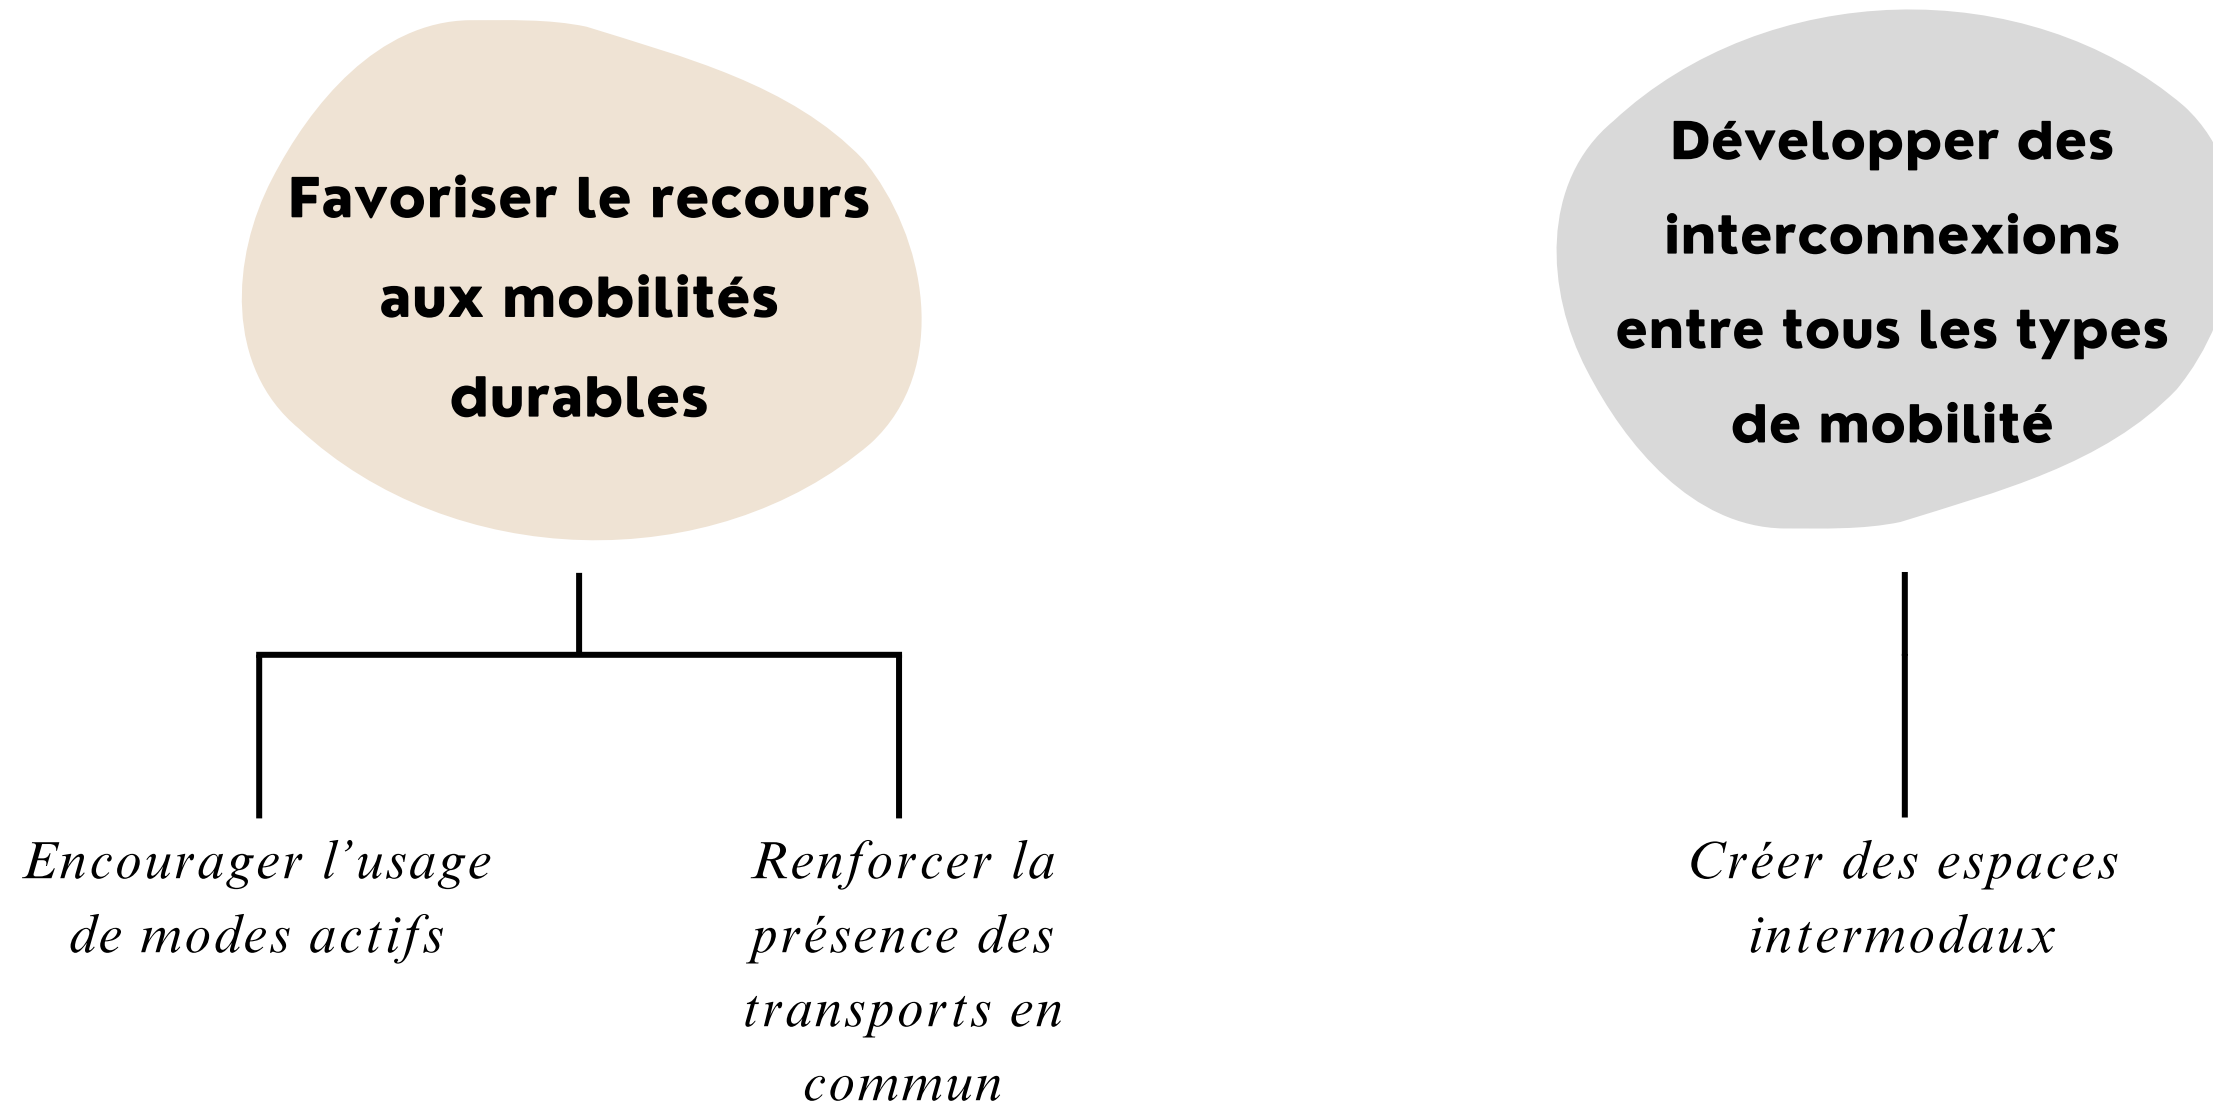 Favoriser le recours
aux mobilités
durables
Développer des
interconnexions
entre tous les types
de mobilité
Encourager l’usage
de modes actifs
Renforcer la
présence des
transports en
commun
Créer des espaces
intermodaux